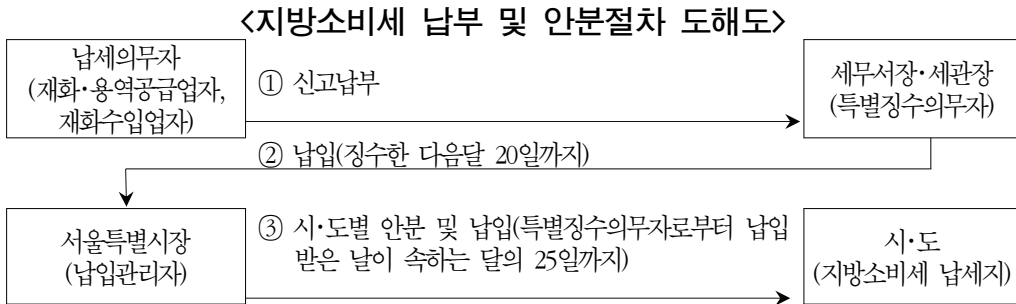 <지방소비세 납부 및 안분절차 도해도>
납세의무자
(재화･용역공급업자,
재화수입업자)
① 신고납부
세무서장･세관장
(특별징수의무자)
② 납입(징수한 다음달 20일까지)
서울특별시장
(납입관리자)
③ 시･도별 안분 및 납입(특별징수의무자로부터 납입
받은 날이 속하는 달의 25일까지)
시･도
(지방소비세 납세지)